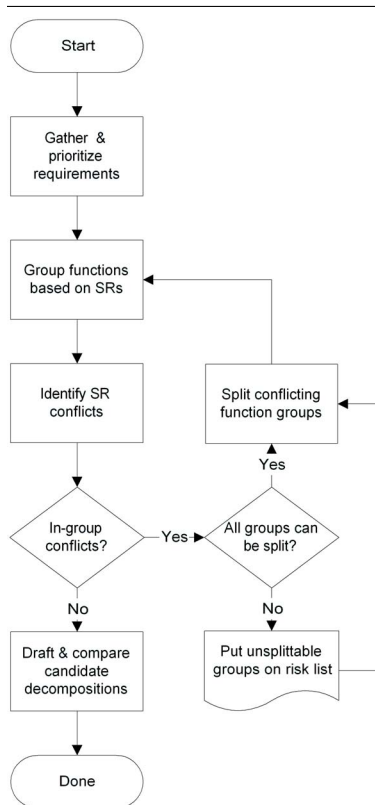 Start
Gather &
prioritize
requirements
Group functions
based on SRs
Identify SR
conflicts
Split conflicting
function groups
Yes
In-group
conflicts?
Yes
All groups can
be split?
No
No
Draft & compare
candidate
decompositions
Put unsplittable
groups on risk list
Done